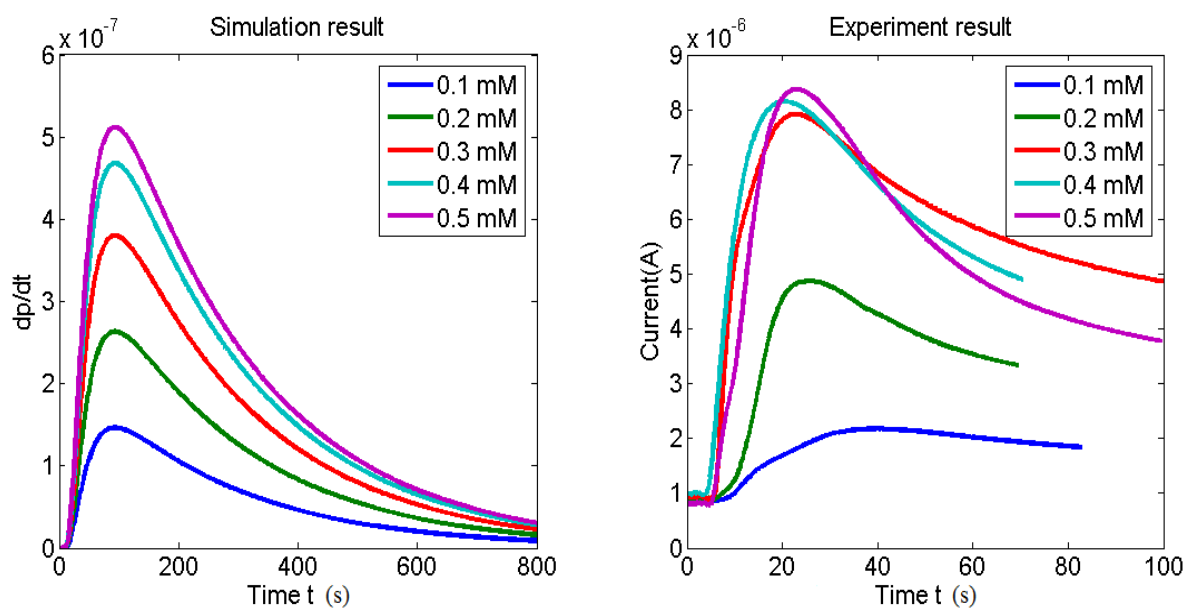 Simulation result
x 10^-7
6
5
4
3
2
1
0
dp/dt
0 200 400 600 800
Time t (s)
0.1 mM
0.2 mM
0.3 mM
0.4 mM
0.5 mM
Experiment result
x 10^-6
9
8
7
6
5
4
3
2
1
0
Current(A)
0 20 40 60 80 100
Time t (s)
0.1 mM
0.2 mM
0.3 mM
0.4 mM
0.5 mM